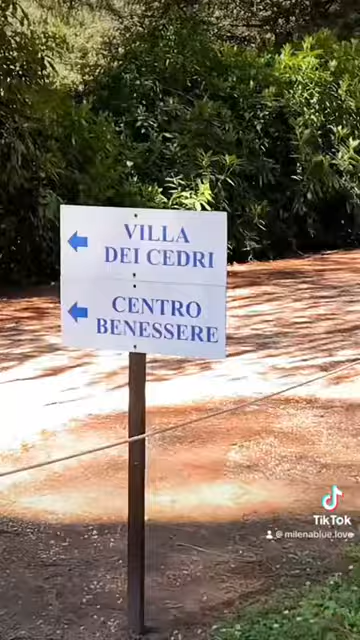 VILLA
DEI CEDRI
CENTRO
BENESSERE
TikTok
@milenablue.love